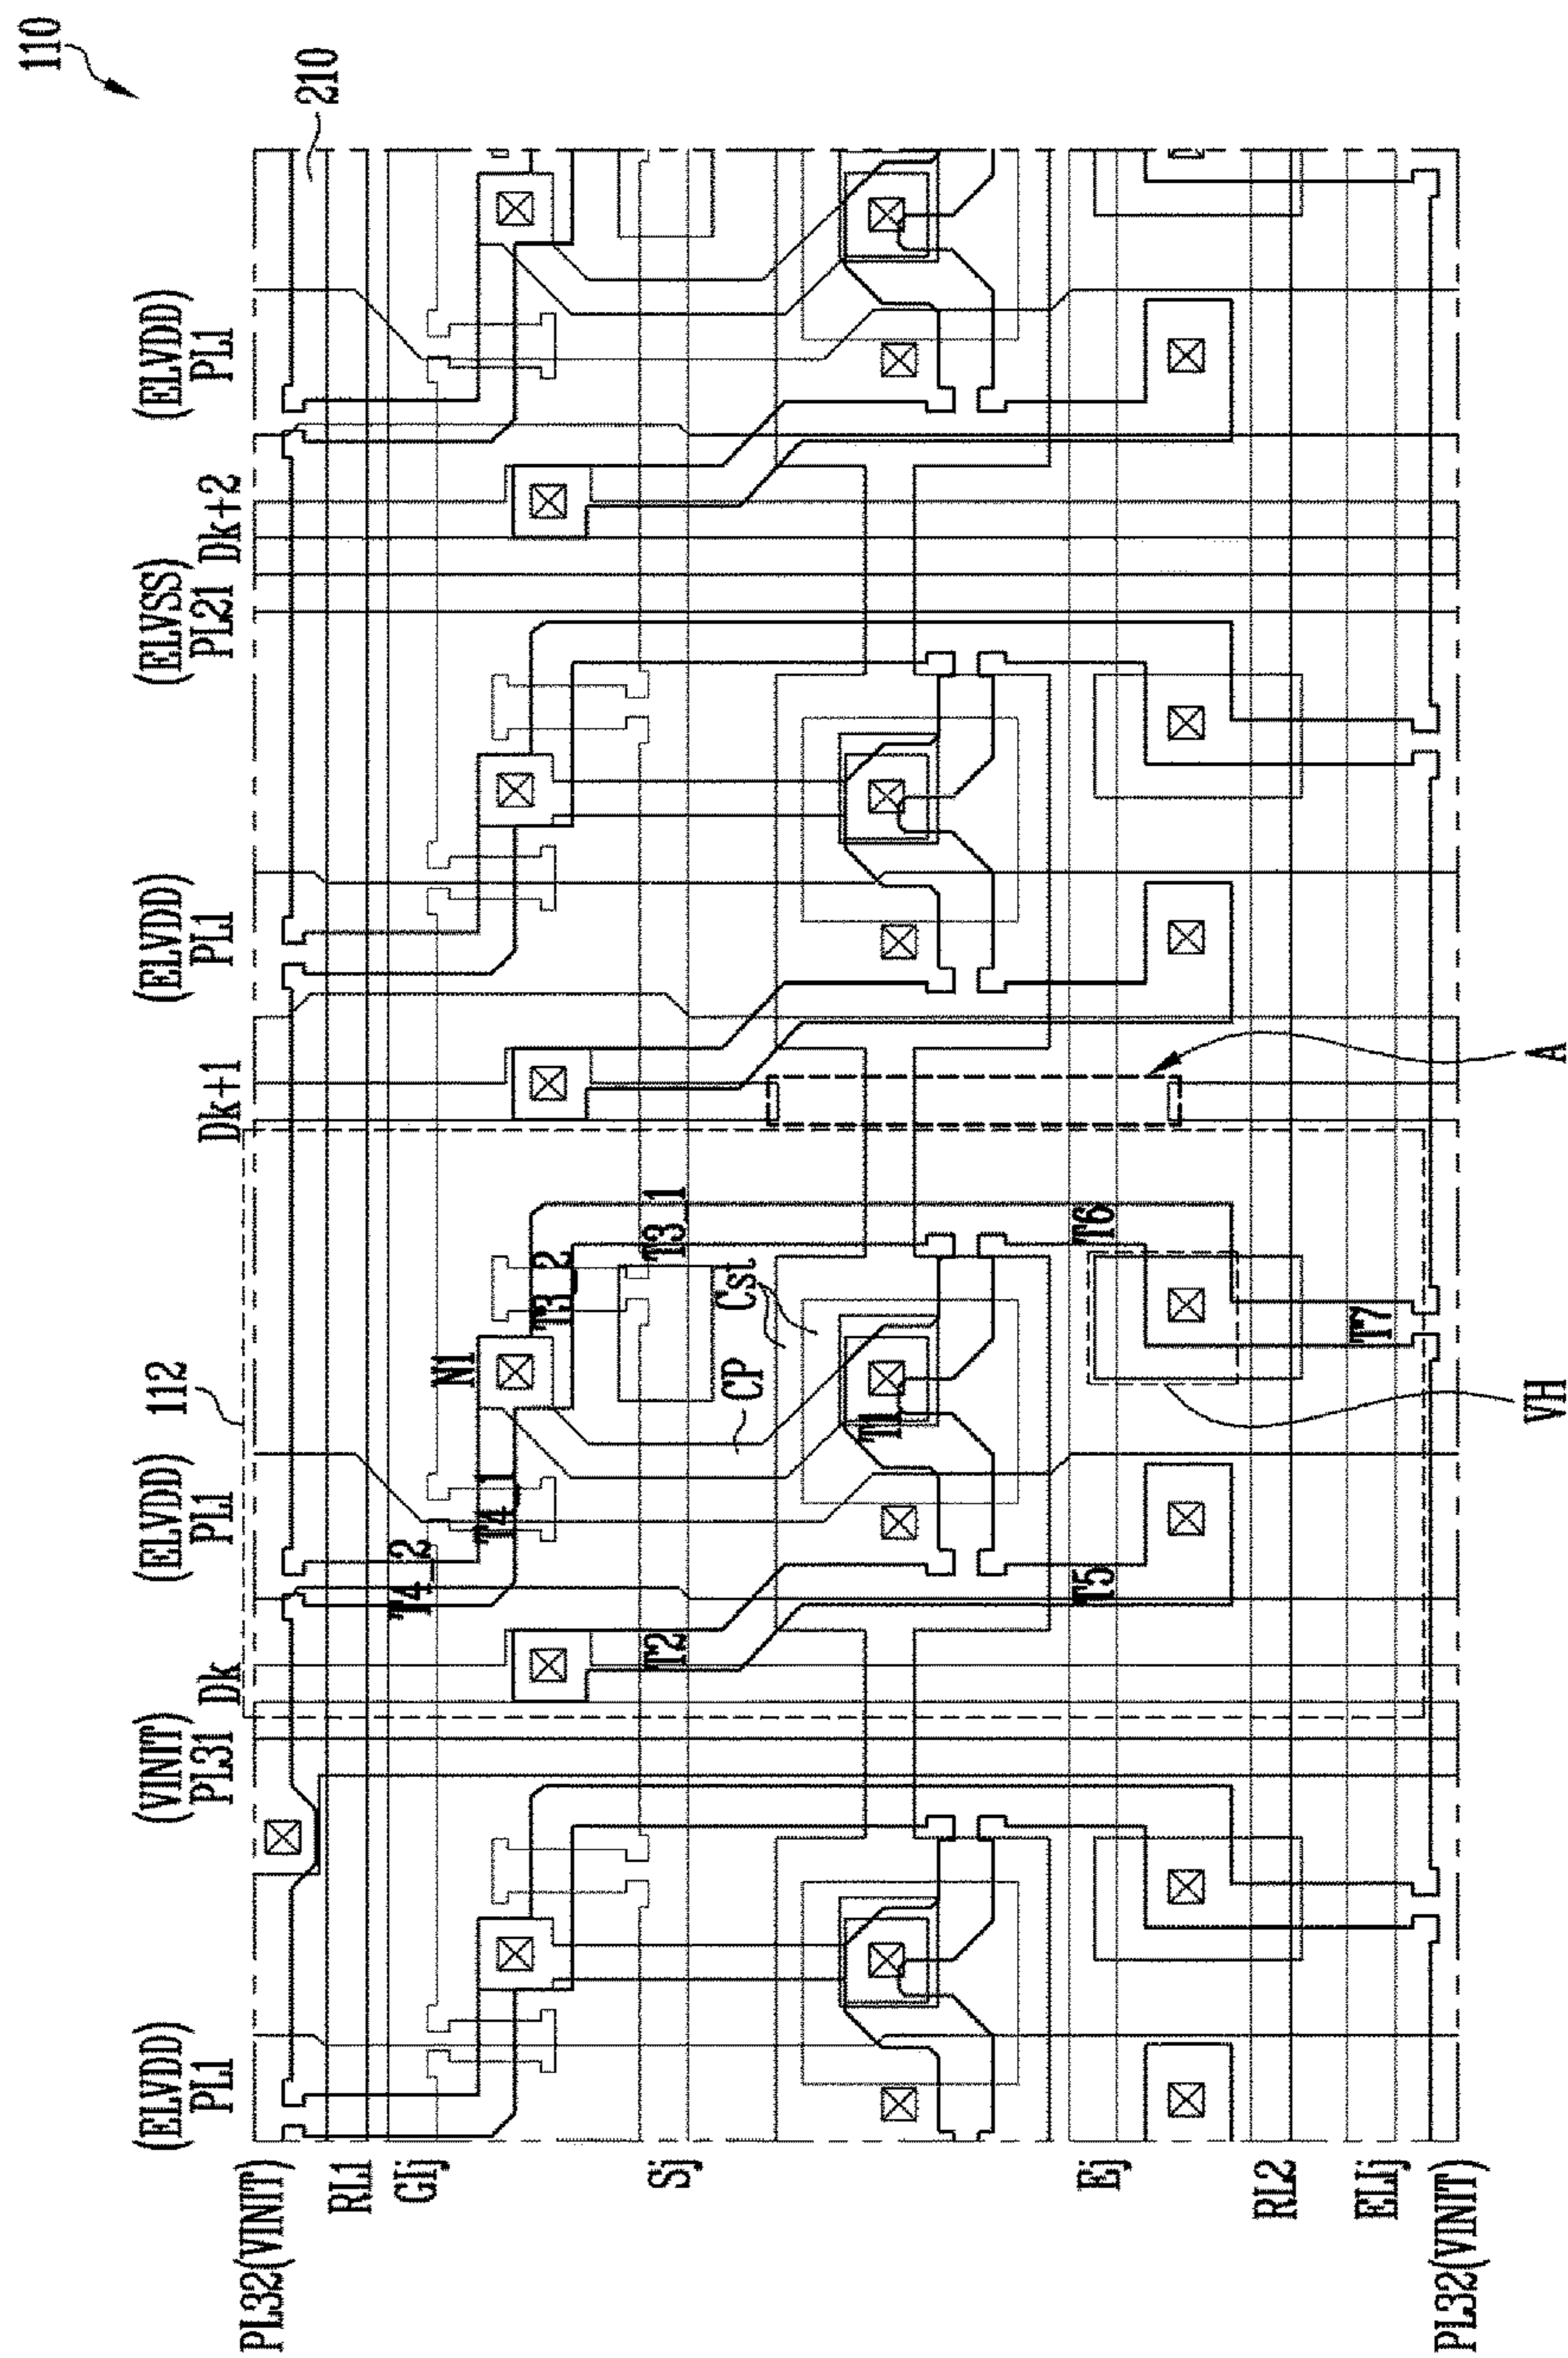 110
(ELVDD)
PL1
(VINIT)
PL31
Dk
(ELVDD)
PL1
112
Dk+1
(ELVDD)
PL1
(ELVSS)
PL21
Dk+2
(ELVDD)
PL1
210
PL32(VINIT)
RL1
GIj
T4_2
N1
T4_1
T3_2
Sj
T2
T3_1
Cst
CP
T1
Ej
T5
T6
RL2
T7
ELIj
PL32(VINIT)
VH
A